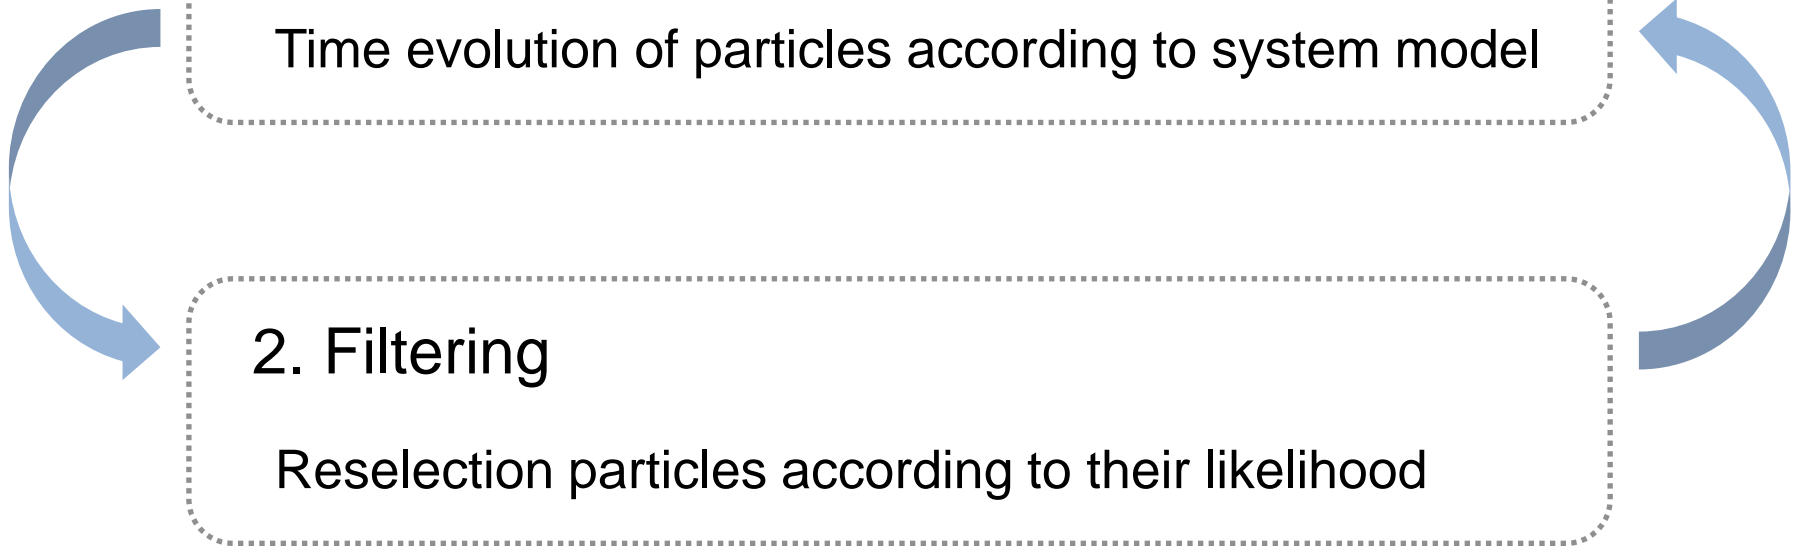 Time evolution of particles according to system model
2. Filtering
Reselection particles according to their likelihood